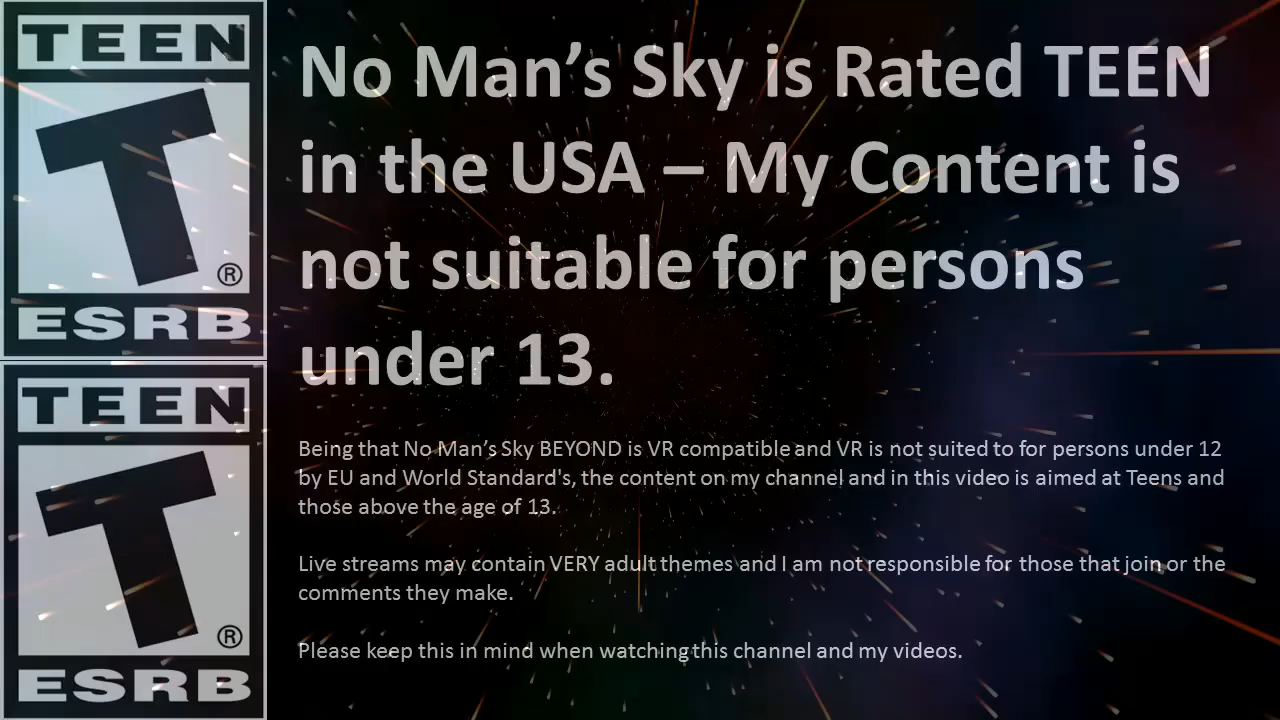 TEEN
T
®
ESRB
TEEN
T
®
ESRB
No Man’s Sky is Rated TEEN
in the USA – My Content is
not suitable for persons
under 13.
Being that No Man’s Sky BEYOND is VR compatible and VR is not suited to for persons under 12
by EU and World Standard's, the content on my channel and in this video is aimed at Teens and
those above the age of 13.
Live streams may contain VERY adult themes and I am not responsible for those that join or the
comments they make.
Please keep this in mind when watching this channel and my videos.